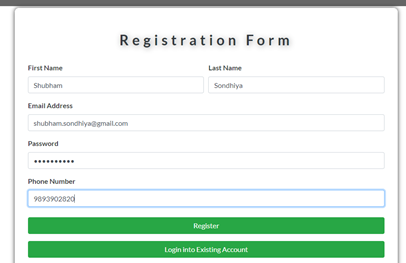 Registration Form
First Name Last Name
Shubham Sondhiya
Email Address
shubham.sondhiya@gmail.com
Password
••••••••••
Phone Number
9893902820
Register
Login into Existing Account